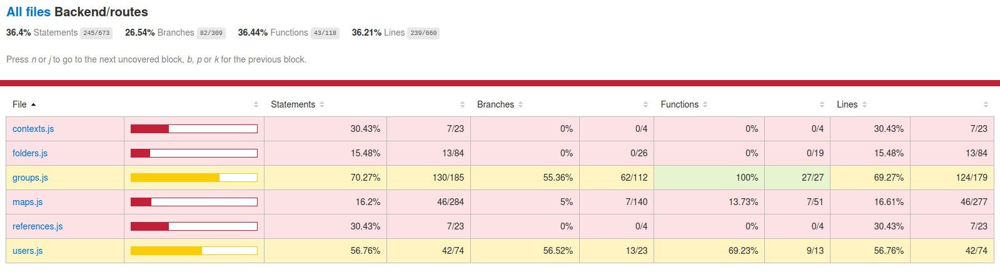 All files Backend/routes
36.4% Statements 245/673 26.54% Branches 82/309 36.44% Functions 43/118 36.21% Lines 239/660
Press n or j to go to the next uncovered block, b, p or k for the previous block.
File Statements Branches Functions Lines
contexts.js 30.43% 7/23 0% 0/4 0% 0/4 30.43% 7/23
folders.js 15.48% 13/84 0% 0/26 0% 0/19 15.48% 13/84
groups.js 70.27% 130/185 55.36% 62/112 100% 27/27 69.27% 124/179
maps.js 16.2% 46/284 5% 7/140 13.73% 7/51 16.61% 46/277
references.js 30.43% 7/23 0% 0/4 0% 0/4 30.43% 7/23
users.js 56.76% 42/74 56.52% 13/23 69.23% 9/13 56.76% 42/74